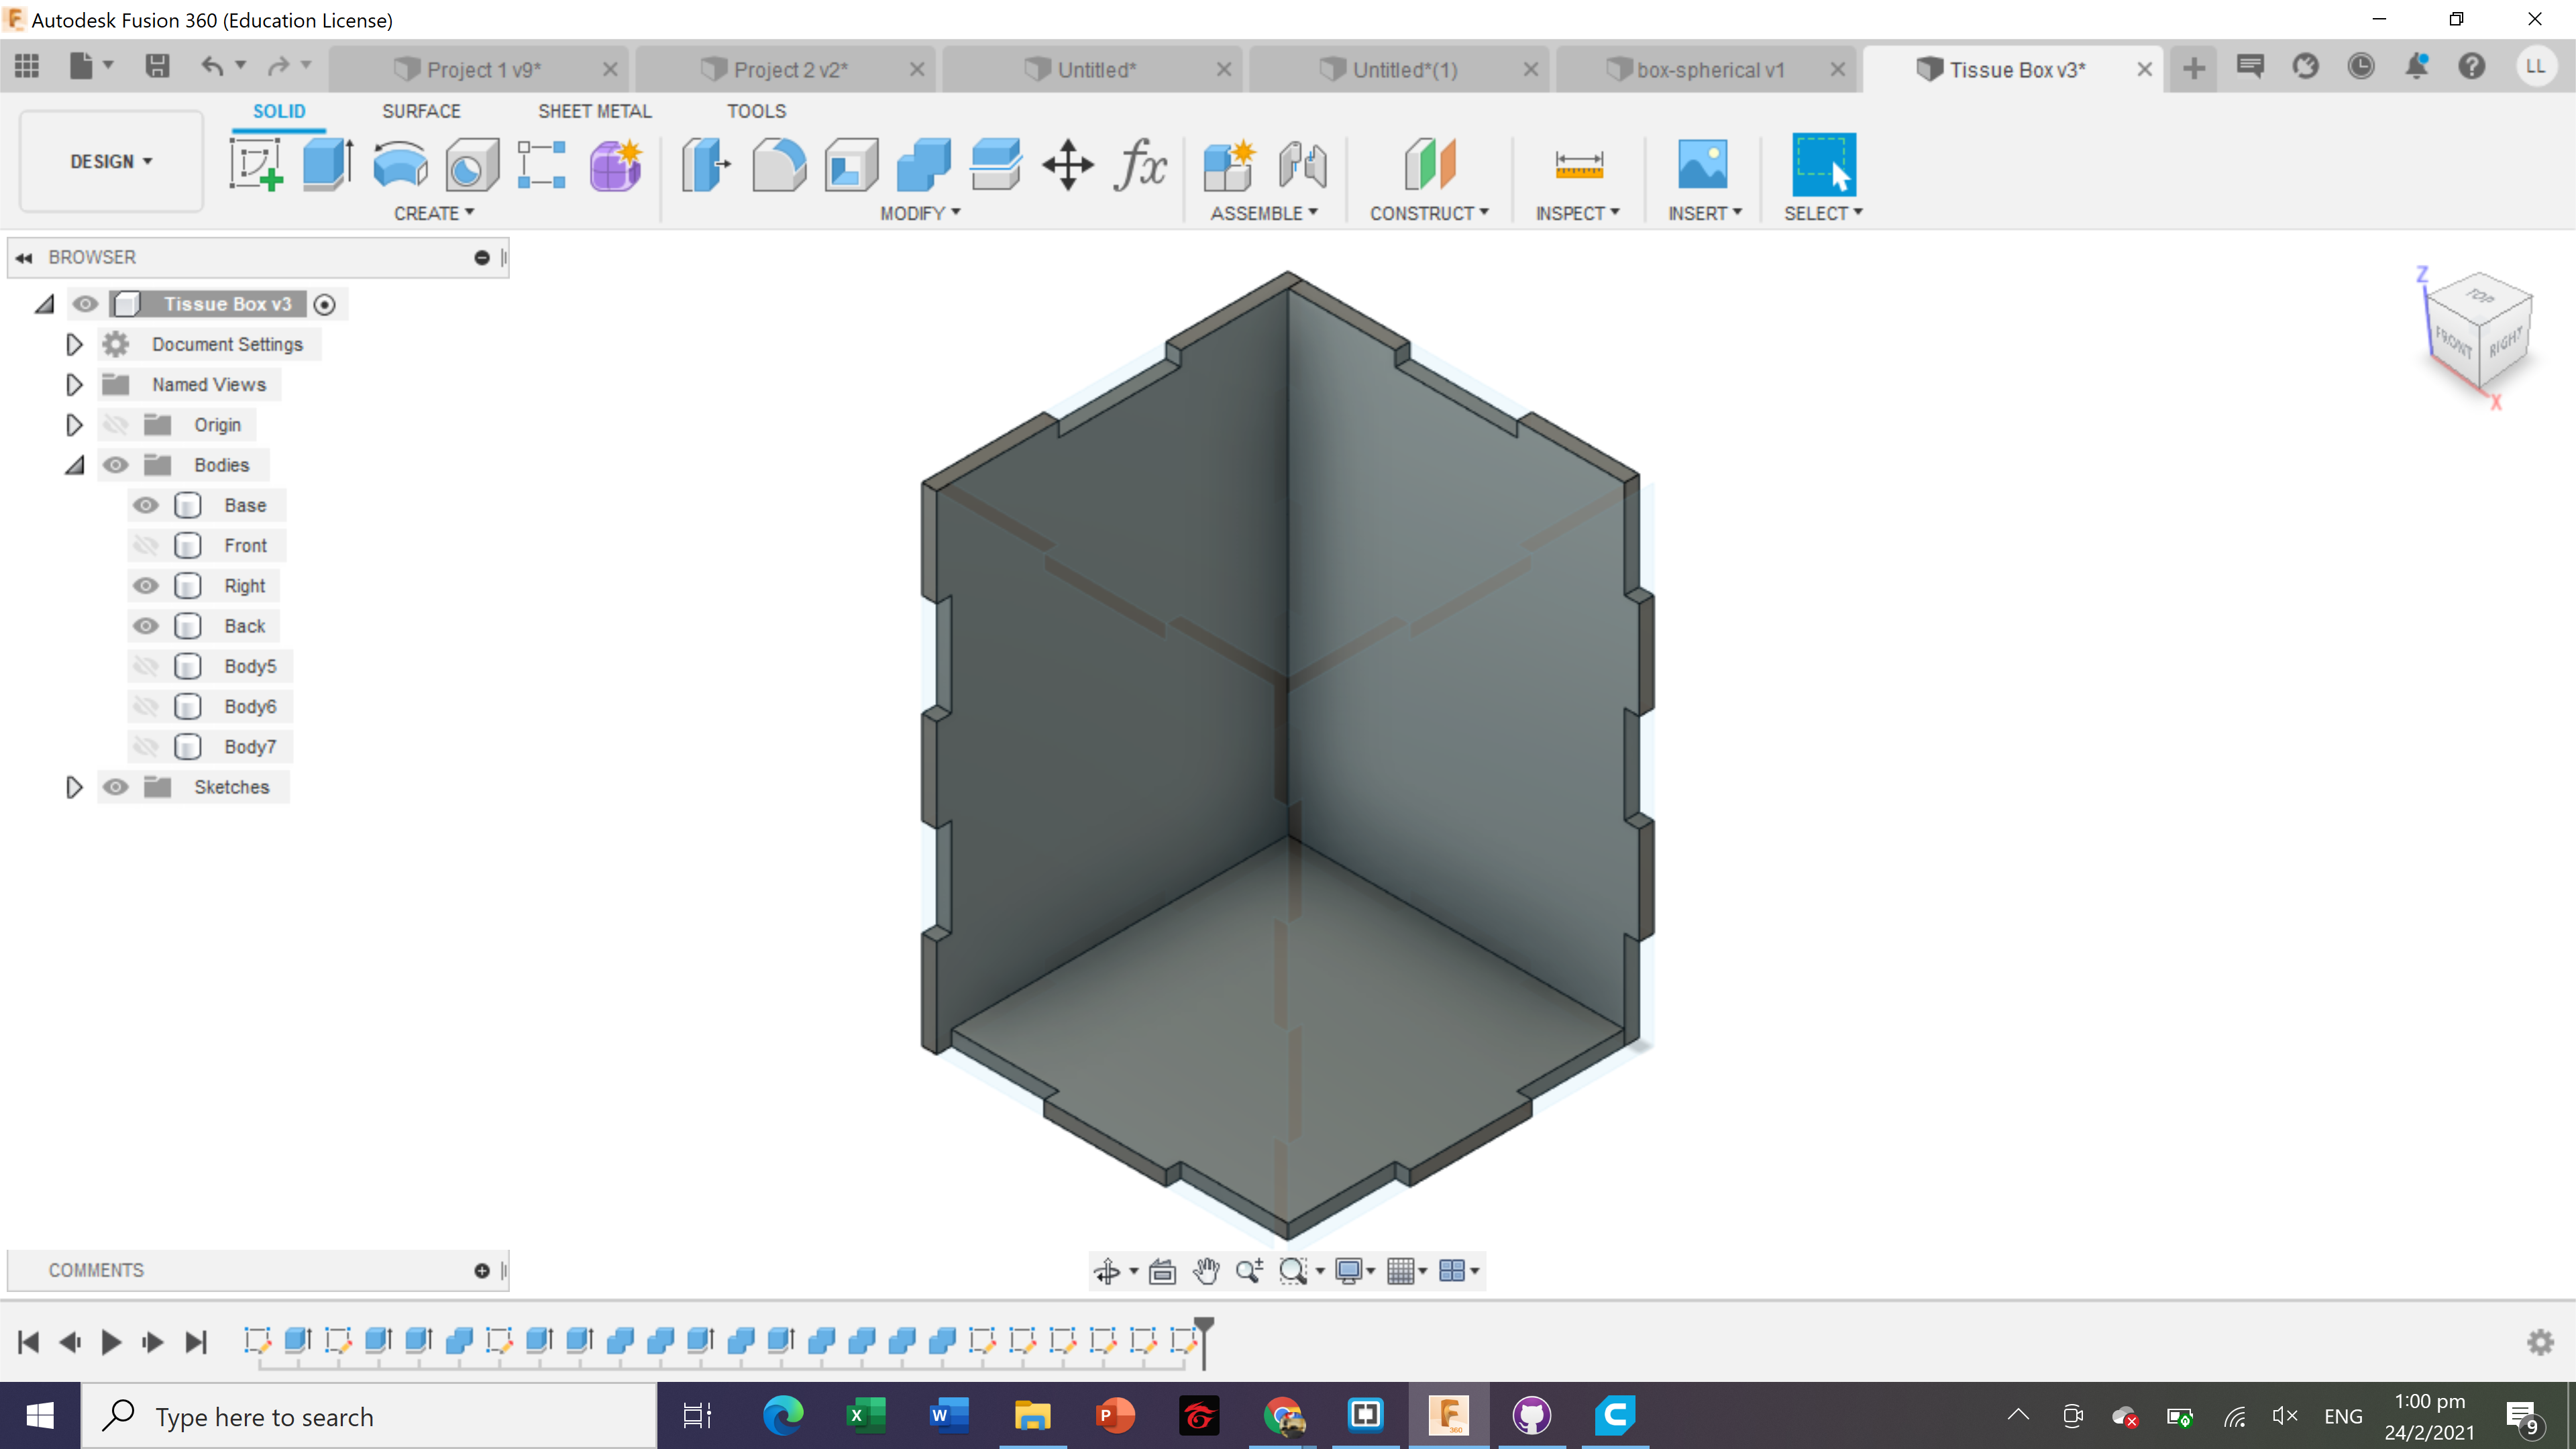 Autodesk Fusion 360 (Education License)
Project 1 v9*
Project 2 v2*
Untitled*
Untitled*(1)
box-spherical v1
Tissue Box v3*
LL
SOLID
SURFACE
SHEET METAL
TOOLS
DESIGN
CREATE
MODIFY
ASSEMBLE
CONSTRUCT
INSPECT
INSERT
SELECT
BROWSER
Tissue Box v3
Document Settings
Named Views
Origin
Bodies
Base
Front
Right
Back
Body5
Body6
Body7
Sketches
Z
TOP
FRONT
RIGHT
X
COMMENTS
Type here to search
ENG
1:00 pm
24/2/2021
9